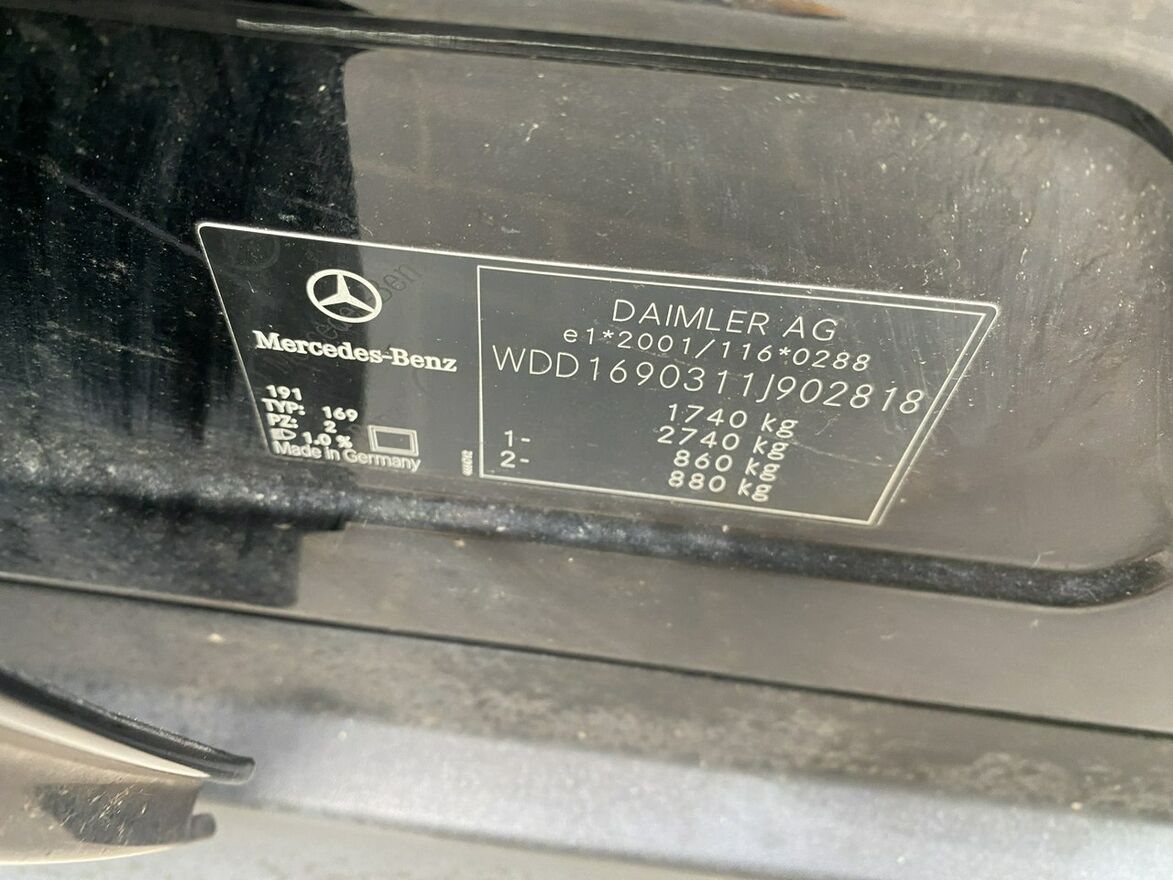 Mercedes-Benz
191
TYP: 169
PZ: 2
1.0 %
Made in Germany
DAIMLER AG
e1*2001/116*0288
WDD1690311J902818
1740 kg
2740 kg
1- 860 kg
2- 880 kg